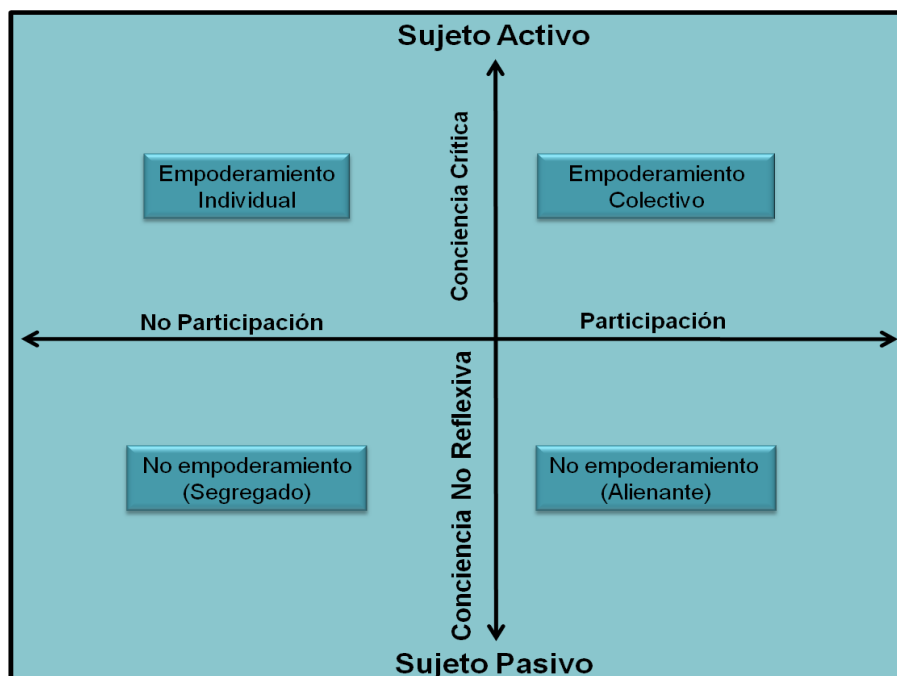 Sujeto Activo
Conciencia Crítica
Empoderamiento
Individual
Empoderamiento
Colectivo
No Participación
Participación
Conciencia No Reflexiva
No empoderamiento
(Segregado)
No empoderamiento
(Alienante)
Sujeto Pasivo